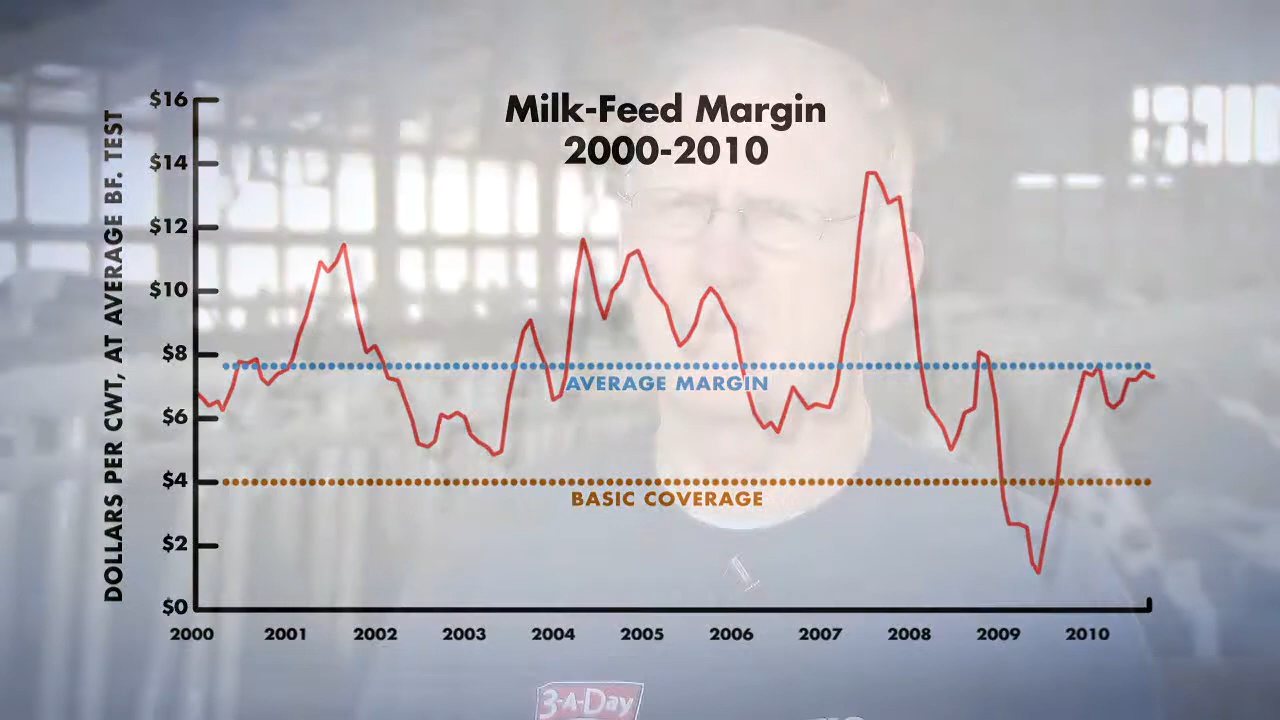 Milk-Feed Margin
2000-2010
DOLLARS PER CWT, AT AVERAGE BF. TEST
$16
$14
$12
$10
$8
$6
$4
$2
$0
AVERAGE MARGIN
BASIC COVERAGE
2000 2001 2002 2003 2004 2005 2006 2007 2008 2009 2010
3-A-Day